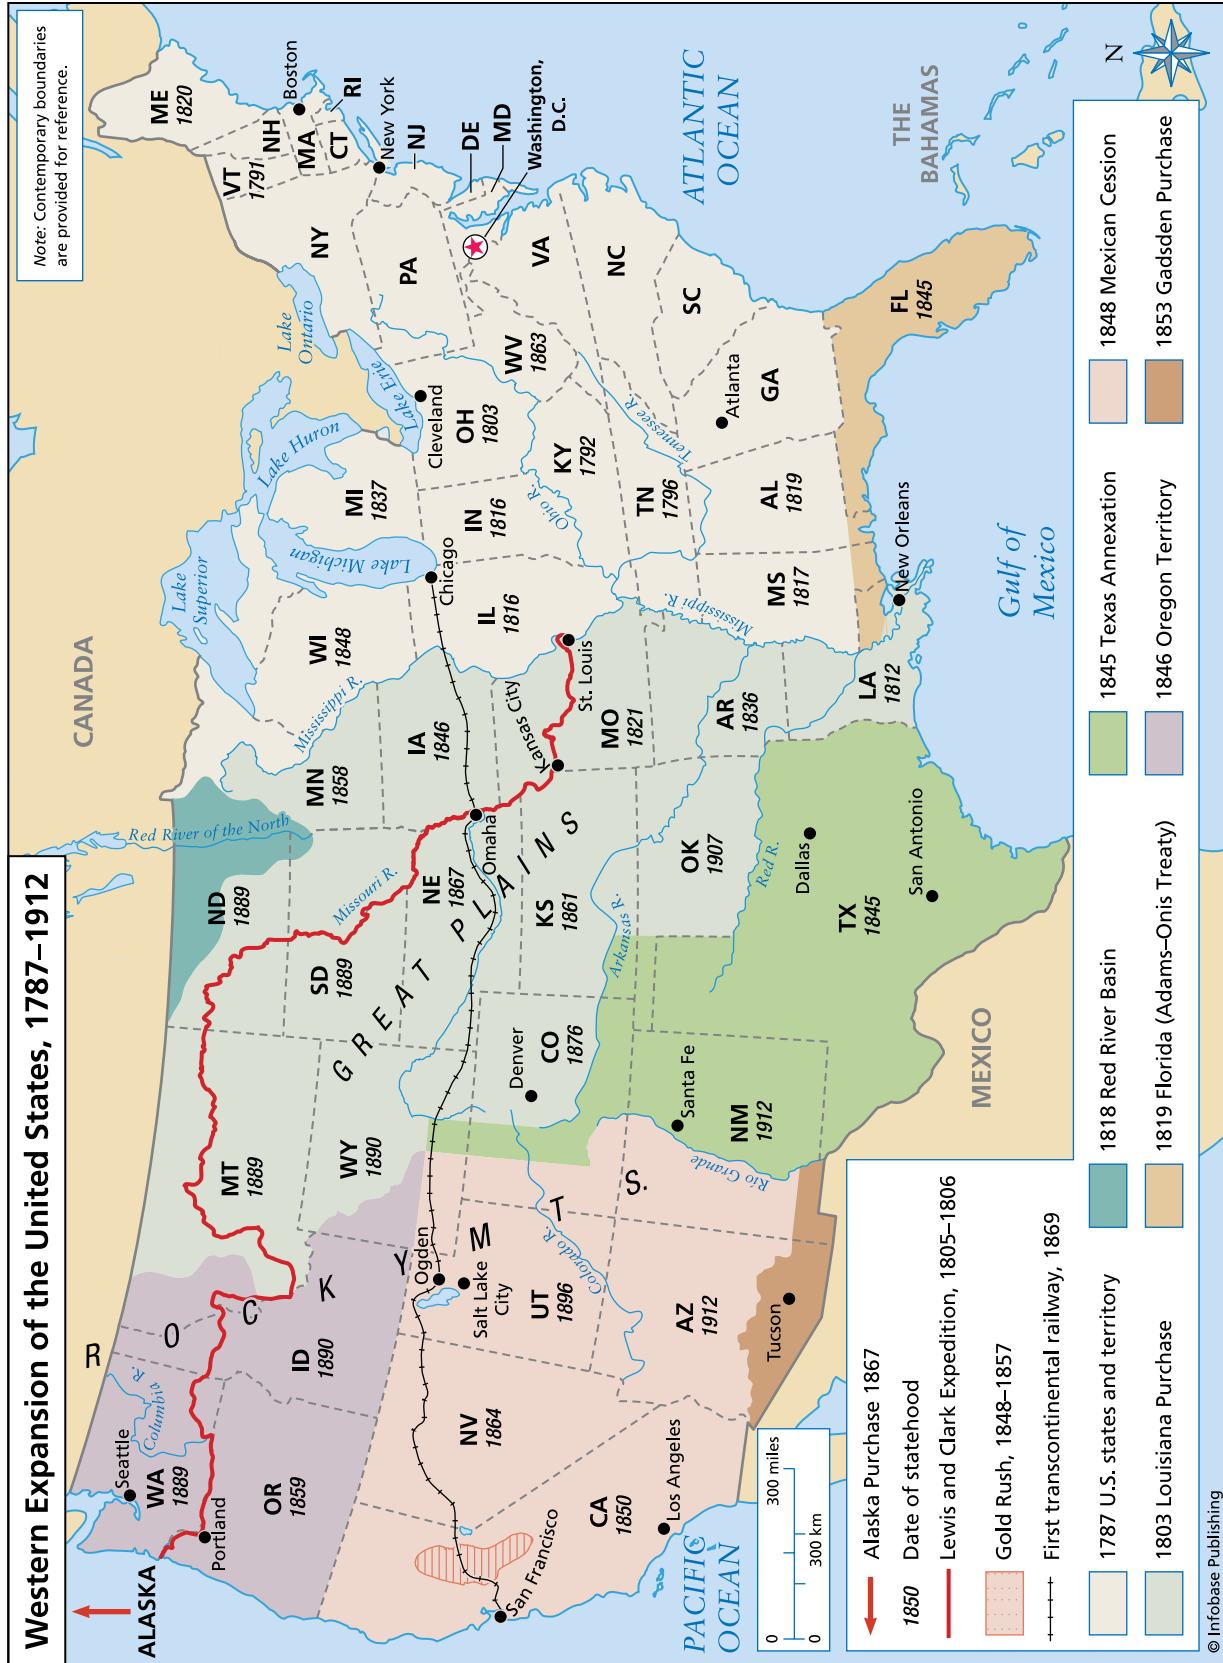 Western Expansion of the United States, 1787–1912
Note: Contemporary boundaries
are provided for reference.
CANADA
ALASKA
Seattle
WA
1889
Columbia R.
Portland
OR
1859
ID
1890
MT
1889
WY
1890
ND
1889
SD
1889
NE
1867
MN
1858
WI
1848
IA
1846
MI
1837
IL
1816
IN
1816
OH
1803
KY
1792
TN
1796
WV
1863
PA
NY
VT
1791
NH
ME
1820
MA
Boston
CT
RI
New York
NJ
DE
MD
Washington,
D.C.
VA
NC
SC
GA
Atlanta
AL
1819
MS
1817
FL
1845
LA
1812
New Orleans
AR
1836
MO
1821
St. Louis
Kansas City
Omaha
Chicago
Cleveland
KS
1861
OK
1907
TX
1845
Dallas
San Antonio
CO
1876
Denver
NM
1912
Santa Fe
AZ
1912
Tucson
UT
1896
Ogden
Salt Lake
City
NV
1864
CA
1850
San Francisco
Los Angeles
ROCKY MTS.
GREAT PLAINS
Red River of the North
Missouri R.
Mississippi R.
Mississippi R.
Ohio R.
Tennessee R.
Arkansas R.
Red R.
Rio Grande
Colorado R.
Lake
Superior
Lake Michigan
Lake Huron
Lake Erie
Lake
Ontario
ATLANTIC
OCEAN
PACIFIC
OCEAN
Gulf of
Mexico
THE
BAHAMAS
MEXICO
N
0 300 miles
0 300 km
Alaska Purchase 1867
1850 Date of statehood
Lewis and Clark Expedition, 1805–1806
Gold Rush, 1848–1857
First transcontinental railway, 1869
1787 U.S. states and territory
1803 Louisiana Purchase
1818 Red River Basin
1819 Florida (Adams–Onis Treaty)
1845 Texas Annexation
1846 Oregon Territory
1848 Mexican Cession
1853 Gadsden Purchase
© Infobase Publishing